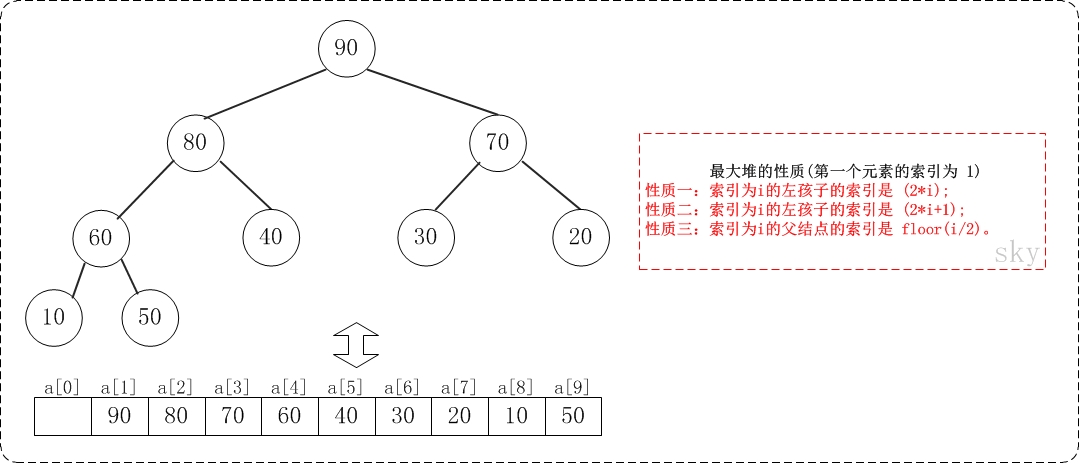 90
80 70
60 40 30 20
10 50
最大堆的性质(第一个元素的索引为 1)
性质一: 索引为i的左孩子的索引是 (2*i);
性质二: 索引为i的左孩子的索引是 (2*i+1);
性质三: 索引为i的父结点的索引是 floor(i/2)。
sky
a[0] a[1] a[2] a[3] a[4] a[5] a[6] a[7] a[8] a[9]
90 80 70 60 40 30 20 10 50